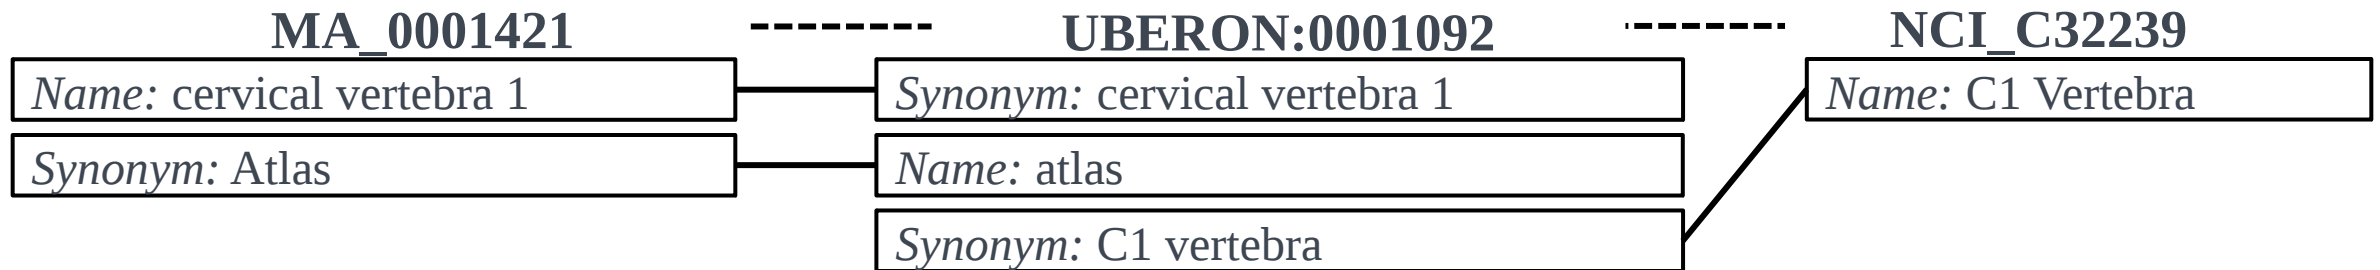 MA_0001421 UBERON:0001092 NCI_C32239
Name: cervical vertebra 1 Synonym: cervical vertebra 1 Name: C1 Vertebra
Synonym: Atlas Name: atlas
Synonym: C1 vertebra